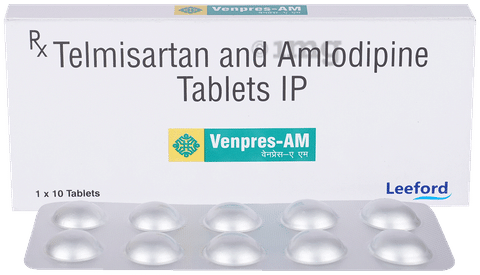 Rx Telmisartan and Amlodipine
Tablets IP
Venpres-AM
वेनप्रेस-ए एम
1 x 10 Tablets
Leeford